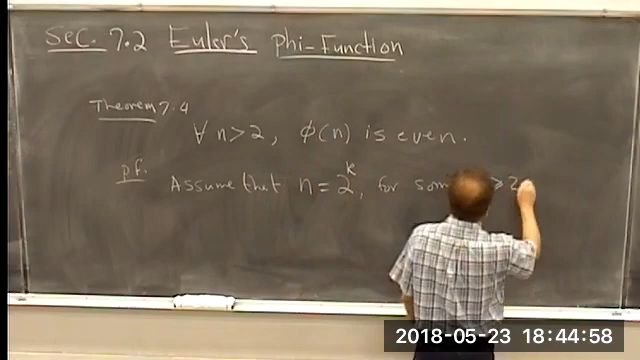 Sec. 7.2 Euler's phi-Function
Theorem 7.4
∀ n>2, ϕ(n) is even.
pf. Assume that n = 2^k, for som ≥ 2
2018-05-23 18:44:58